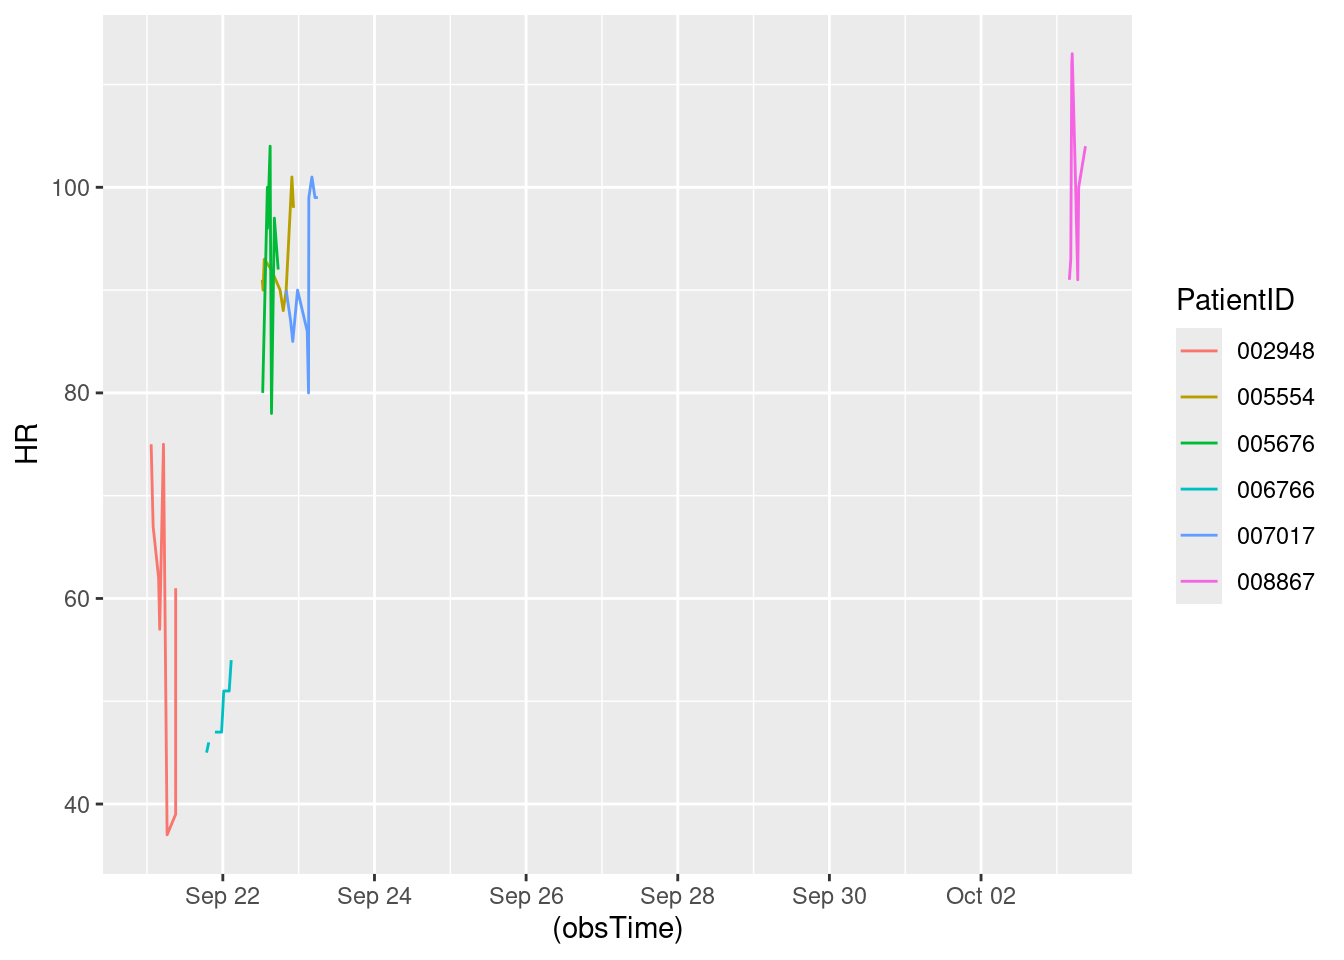 100
80
60
40
HR
Sep 22
Sep 24
Sep 26
Sep 28
Sep 30
Oct 02
(obsTime)
PatientID
002948
005554
005676
006766
007017
008867